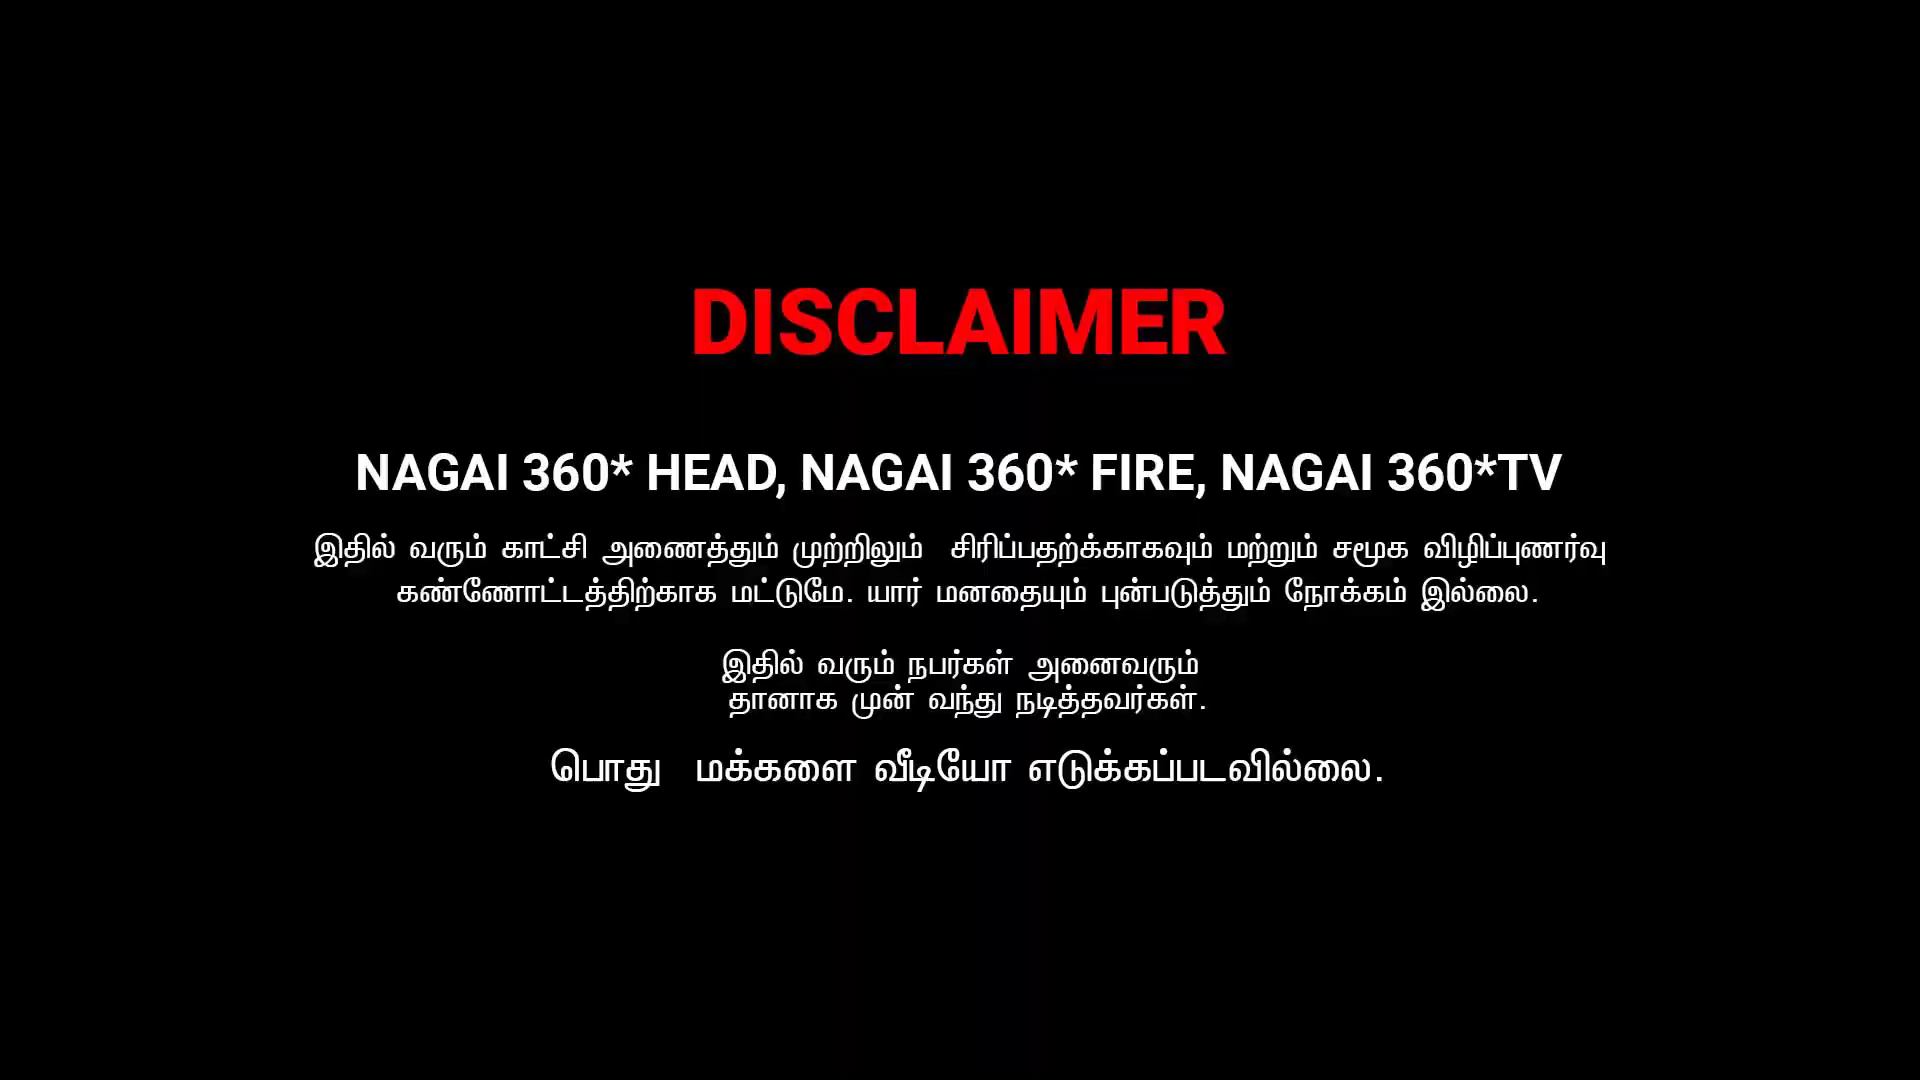 DISCLAIMER
NAGAI 360* HEAD, NAGAI 360* FIRE, NAGAI 360*TV
இதில் வரும் காட்சி அணைத்தும் முற்றிலும் சிரிப்பதற்க்காகவும் மற்றும் சமூக விழிப்புணர்வு
கண்ணோட்டத்திற்காக மட்டுமே. யார் மனதையும் புன்படுத்தும் நோக்கம் இல்லை.
இதில் வரும் நபர்கள் அனைவரும்
தானாக முன் வந்து நடித்தவர்கள்.
பொது மக்களை வீடியோ எடுக்கப்படவில்லை.